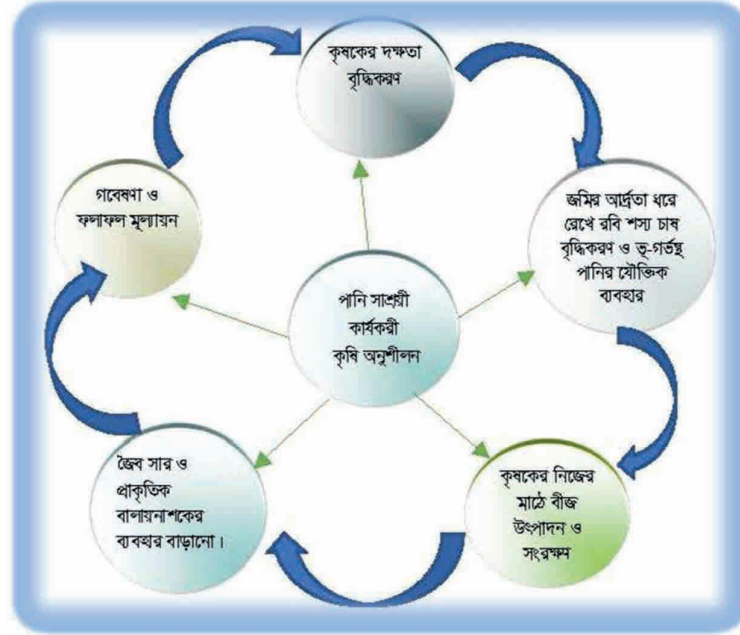 কৃষকের দক্ষতা
বৃদ্ধিকরণ
জমির আর্দ্রতা ধরে
রেখে রবি শস্য চাষ
বৃদ্ধিকরণ ও ভূ-গর্ভস্থ
পানির যৌক্তিক
ব্যবহার
কৃষকের নিজের
মাঠে বীজ
উৎপাদন ও
সংরক্ষণ
জৈব সার ও
প্রাকৃতিক
বালায়নাশকের
ব্যবহার বাড়ানো।
গবেষণা ও
ফলাফল মূল্যায়ন
পানি সাশ্রয়ী
কার্যকরী
কৃষি অনুশীলন